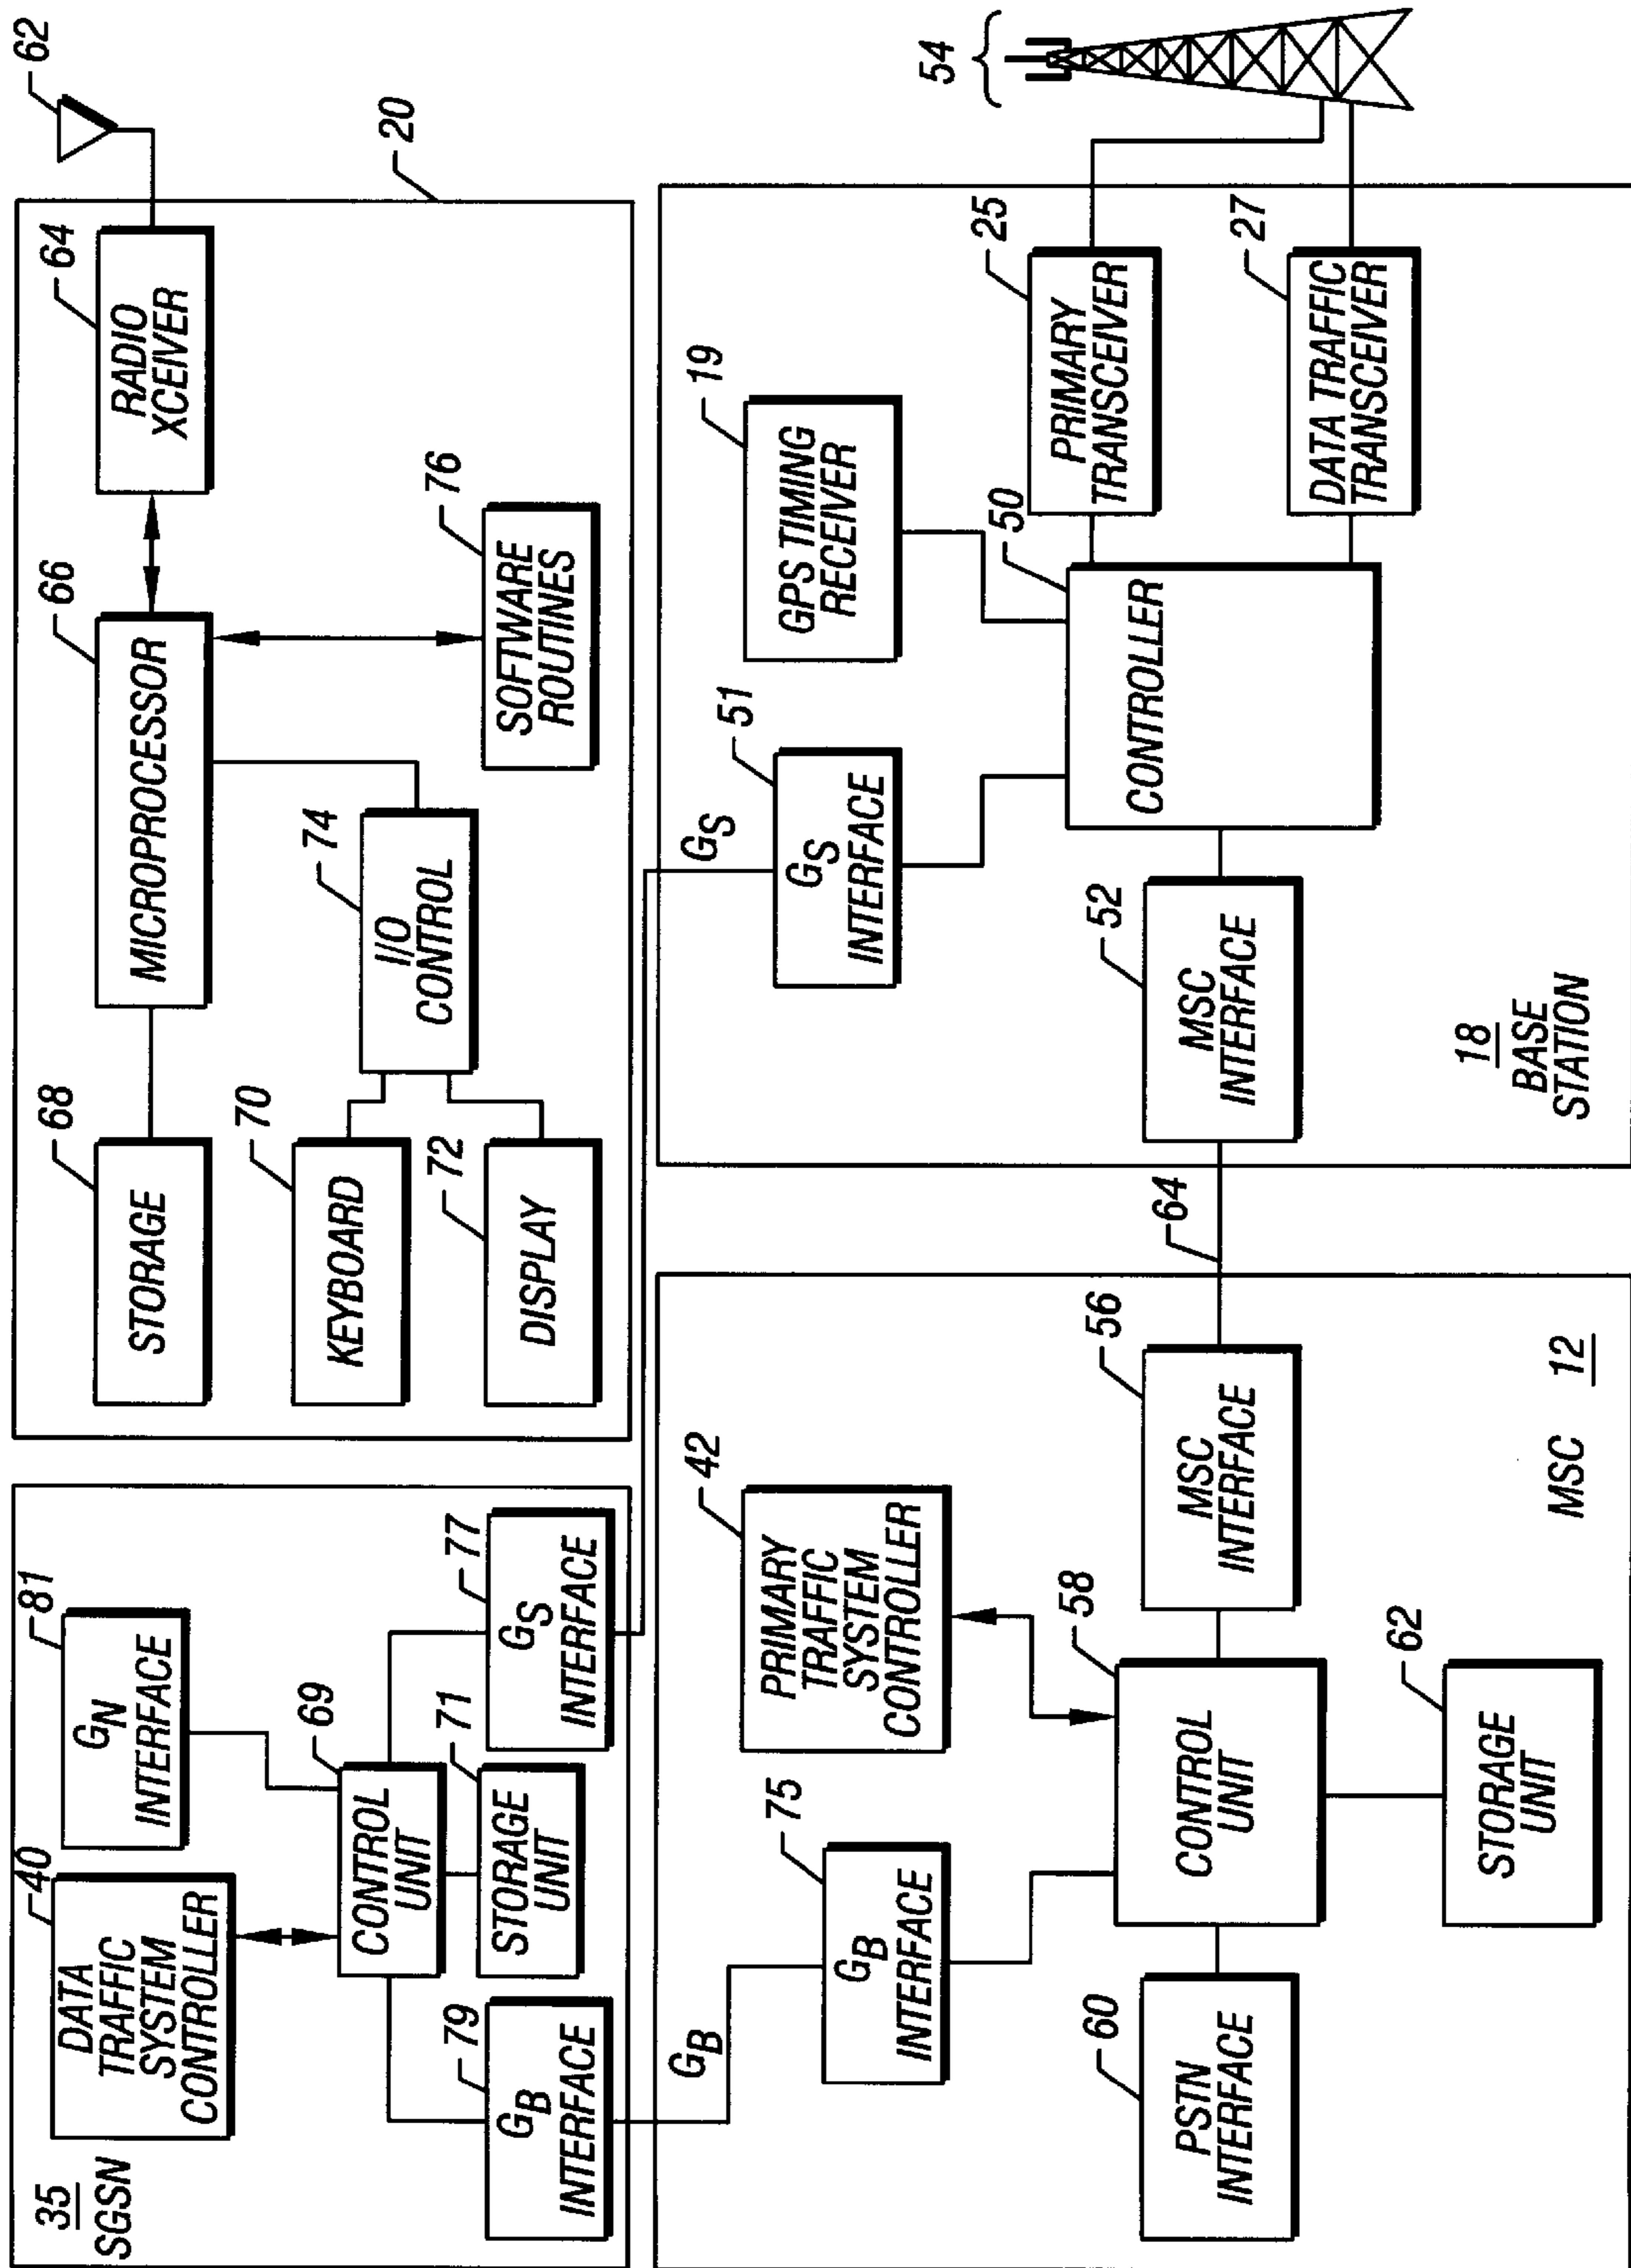 35
SGSN
40
DATA
TRAFFIC
SYSTEM
CONTROLLER
81
GN
INTERFACE
69
CONTROL
UNIT
71
STORAGE
UNIT
79
GB
INTERFACE
77
GS
INTERFACE
68
STORAGE
66
MICROPROCESSOR
64
RADIO
XCEIVER
62
20
70
KEYBOARD
72
DISPLAY
74
I/O
CONTROL
76
SOFTWARE
ROUTINES
GB
75
GB
INTERFACE
42
PRIMARY
TRAFFIC
SYSTEM
CONTROLLER
60
PSTN
INTERFACE
58
CONTROL
UNIT
56
MSC
INTERFACE
62
STORAGE
UNIT
MSC 12
64
GS
51
GS
INTERFACE
19
GPS TIMING
RECEIVER
52
MSC
INTERFACE
50
CONTROLLER
25
PRIMARY
TRANSCEIVER
27
DATA TRAFFIC
TRANSCEIVER
54
18
BASE
STATION